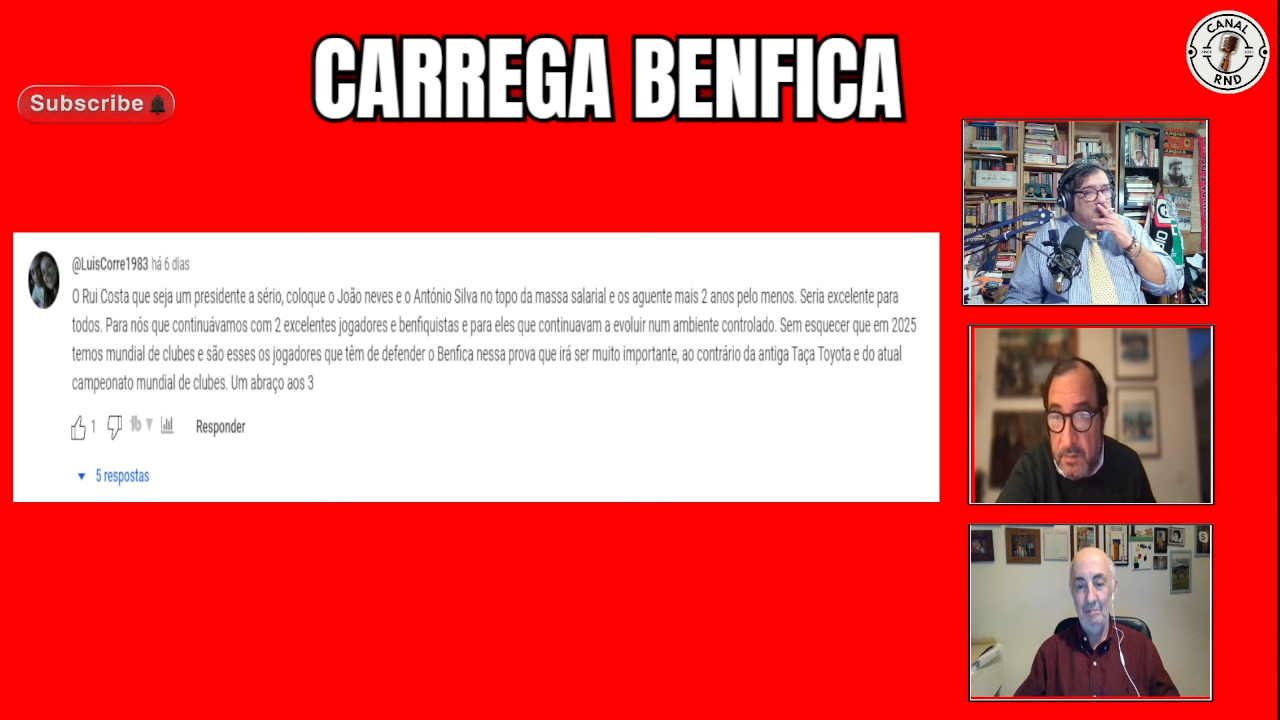 CARREGA BENFICA
CANAL
RND
Subscribe
@LuisCorre1983 há 6 dias
O Rui Costa que seja um presidente a sério, coloque o João neves e o António Silva no topo da massa salarial e os aguente mais 2 anos pelo menos. Seria excelente para
todos. Para nós que continuávamos com 2 excelentes jogadores e benfiquistas e para eles que continuavam a evoluir num ambiente controlado. Sem esquecer que em 2025
temos mundial de clubes e são esses os jogadores que têm de defender o Benfica nessa prova que irá ser muito importante, ao contrário da antiga Taça Toyota e do atual
campeonato mundial de clubes. Um abraço aos 3
1
Responder
5 respostas